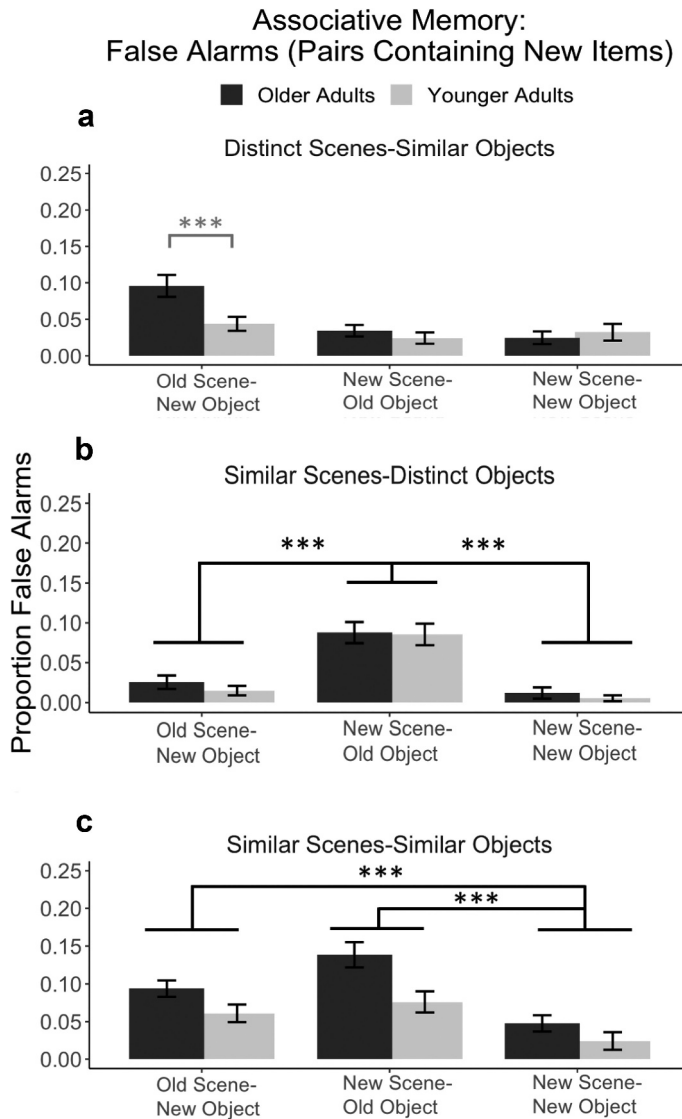 Associative Memory:
False Alarms (Pairs Containing New Items)
Older Adults Younger Adults
a
Distinct Scenes-Similar Objects
0.25
0.20
***
0.15
0.10
0.05
0.00
Old Scene- New Scene- New Scene-
New Object Old Object New Object
Proportion False Alarms
b
Similar Scenes-Distinct Objects
0.25
0.20
*** ***
0.15
0.10
0.05
0.00
Old Scene- New Scene- New Scene-
New Object Old Object New Object
c
Similar Scenes-Similar Objects
0.25
***
0.20
***
0.15
0.10
0.05
0.00
Old Scene- New Scene- New Scene-
New Object Old Object New Object